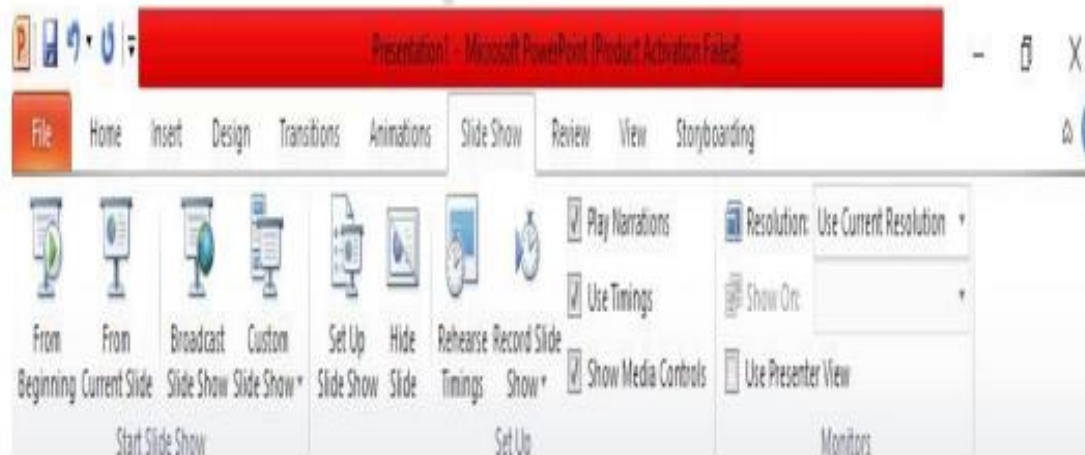 Presentation1 - Microsoft PowerPoint (Product Activation Failed)
File Home Insert Design Transitions Animations Slide Show Review View Storyboarding
From Beginning
From Current Slide
Broadcast Slide Show
Custom Slide Show
Set Up Slide Show
Hide Slide
Rehearse Timings
Record Slide Show
Play Narrations
Use Timings
Show Media Controls
Resolution: Use Current Resolution
Show On:
Use Presenter View
Start Slide Show
Set Up
Monitors